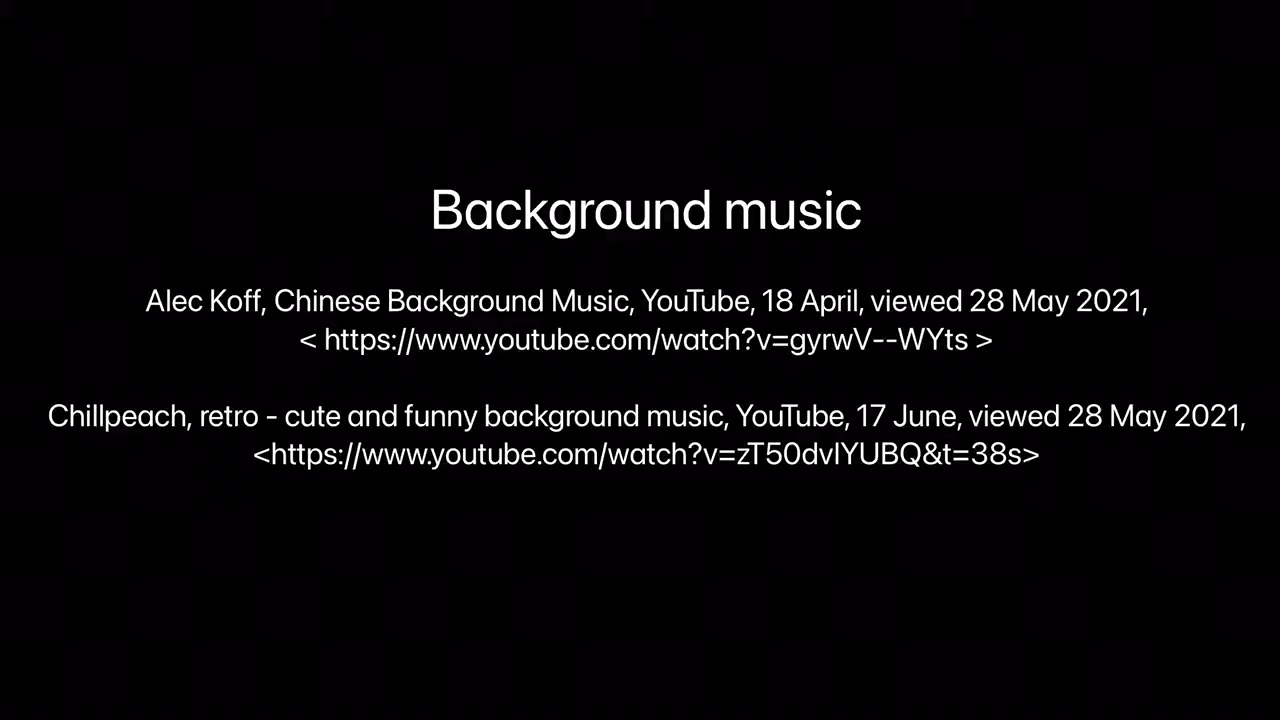 Background music
Alec Koff, Chinese Background Music, YouTube, 18 April, viewed 28 May 2021,
< https://www.youtube.com/watch?v=gyrwV--WYts >
Chillpeach, retro - cute and funny background music, YouTube, 17 June, viewed 28 May 2021,
<https://www.youtube.com/watch?v=zT50dvlYUBQ&t=38s>